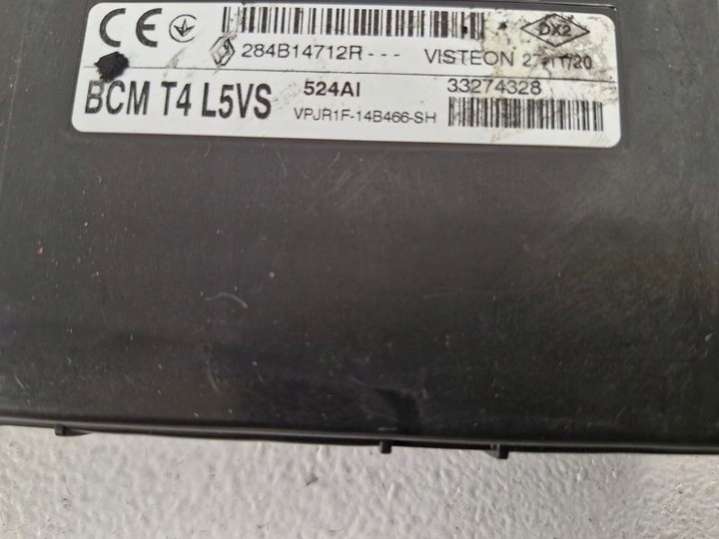 CE DX2
284B14712R--- VISTEON
BCM T4 L5VS 524AI 33274328
VPJR1F-14B466-SH